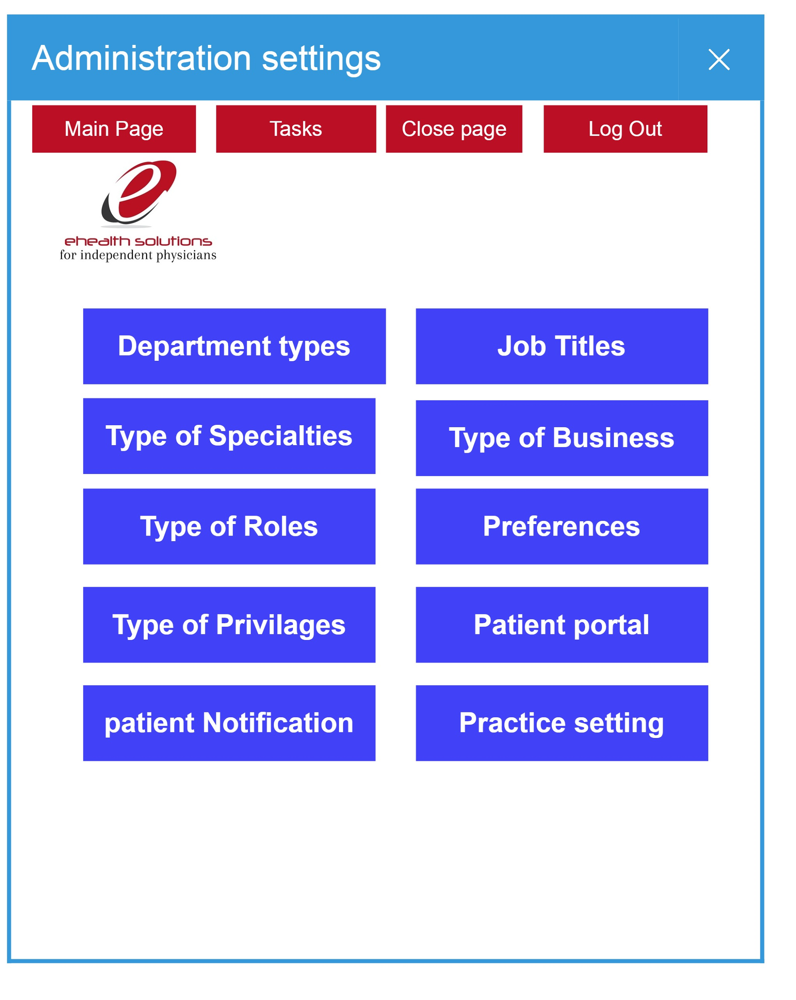 Administration settings
Main Page
Tasks
Close page
Log Out
e
ehealth solutions
for independent physicians
Department types
Job Titles
Type of Specialties
Type of Business
Type of Roles
Preferences
Type of Privilages
Patient portal
patient Notification
Practice setting